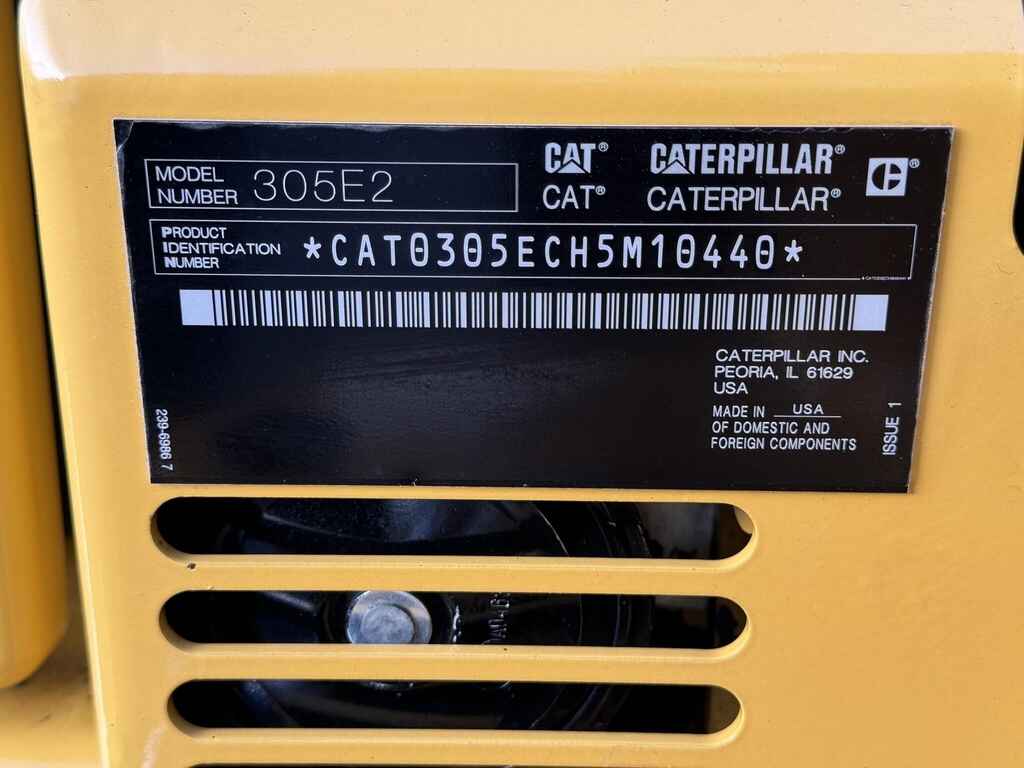 MODEL NUMBER 305E2
CAT® CATERPILLAR® ®
CAT® CATERPILLAR®
PRODUCT IDENTIFICATION NUMBER *CAT0305ECH5M10440*
CATERPILLAR INC.
PEORIA, IL 61629
USA
MADE IN USA
OF DOMESTIC AND
FOREIGN COMPONENTS
239-6986 7
ISSUE 1